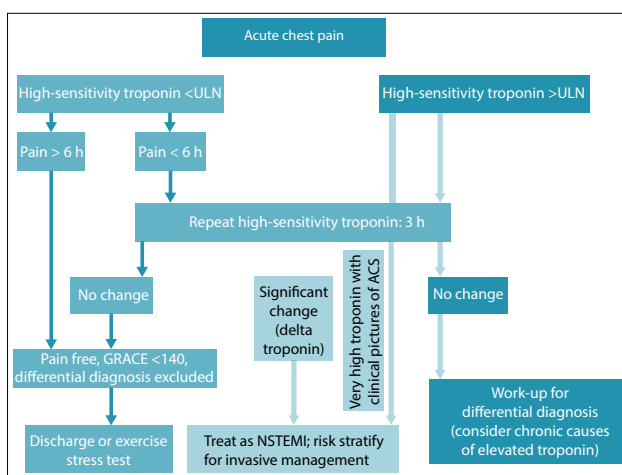 Acute chest pain
High-sensitivity troponin <ULN
High-sensitivity troponin >ULN
Pain > 6 h
Pain < 6 h
Repeat high-sensitivity troponin: 3 h
No change
Significant
change
(delta
troponin)
Very high troponin with
clinical pictures of ACS
No change
Pain free, GRACE <140,
differential diagnosis excluded
Discharge or exercise
stress test
Treat as NSTEMI; risk stratify
for invasive management
Work-up for
differential diagnosis
(consider chronic causes
of elevated troponin)